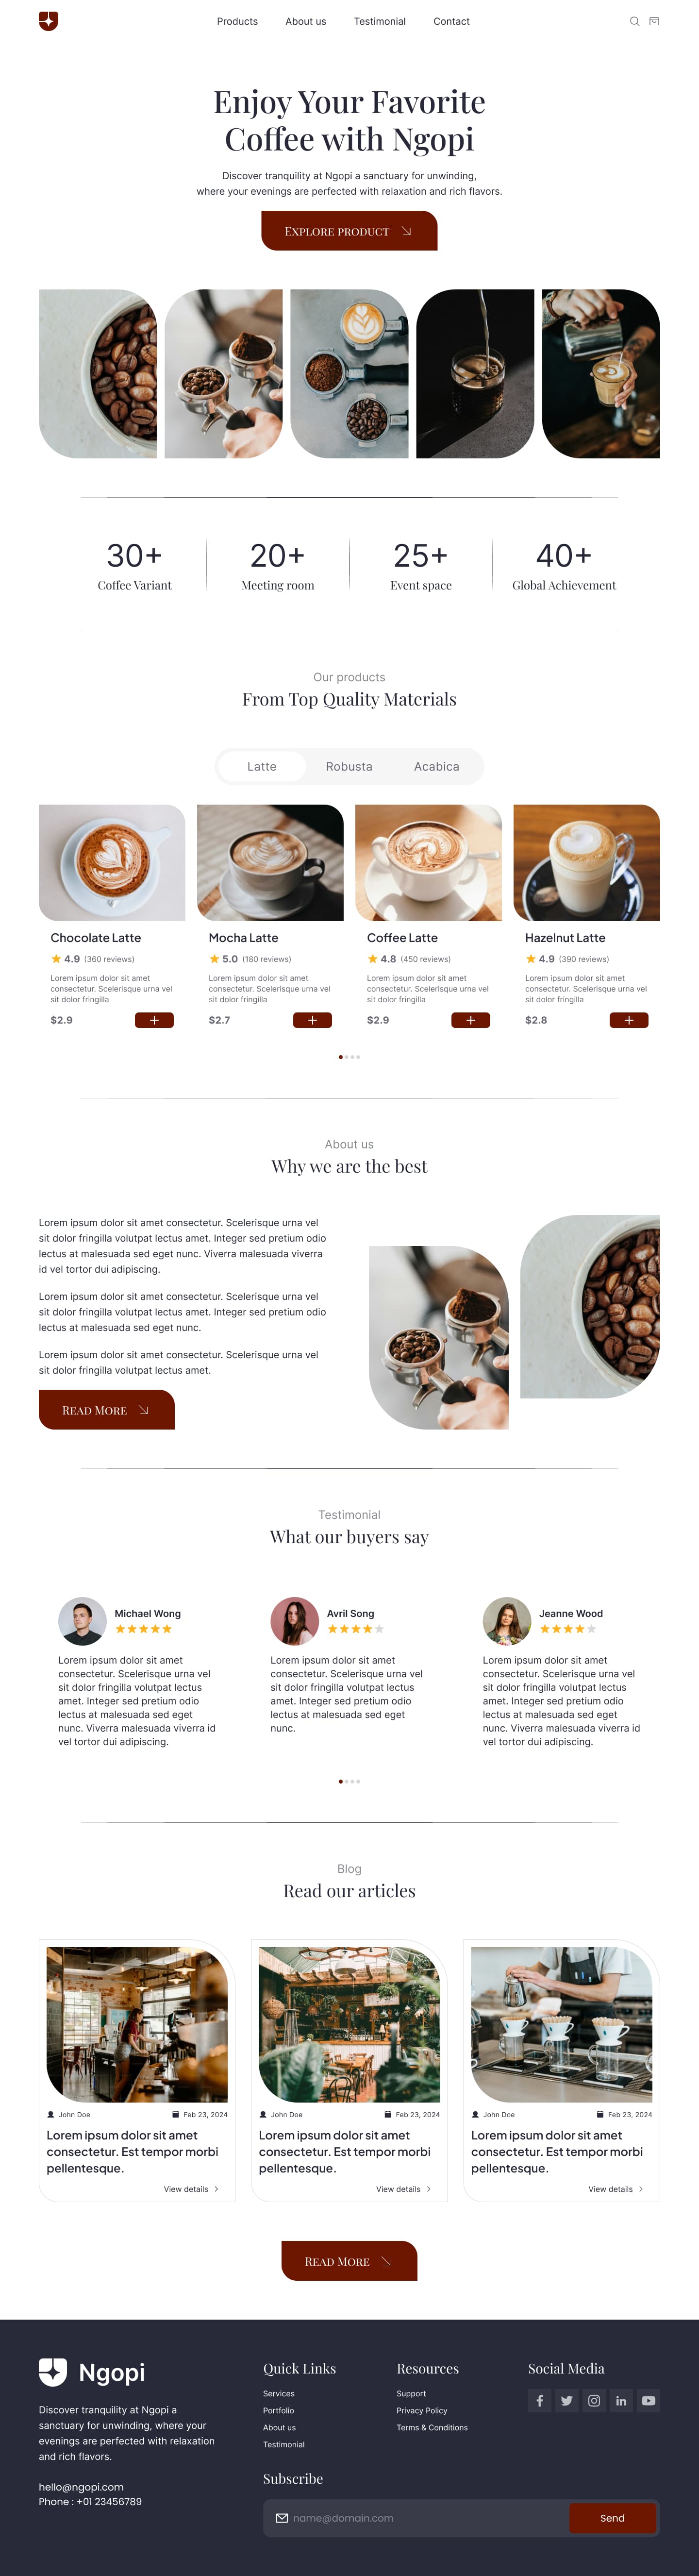 Products
About us
Testimonial
Contact
Enjoy Your Favorite
Coffee with Ngopi
Discover tranquility at Ngopi a sanctuary for unwinding,
where your evenings are perfected with relaxation and rich flavors.
Explore product
30+
Coffee Variant
20+
Meeting room
25+
Event space
40+
Global Achievement
Our products
From Top Quality Materials
Latte
Robusta
Acabica
Chocolate Latte
4.9 (360 reviews)
Lorem ipsum dolor sit amet
consectetur. Scelerisque urna vel
sit dolor fringilla
$2.9
Mocha Latte
5.0 (180 reviews)
Lorem ipsum dolor sit amet
consectetur. Scelerisque urna vel
sit dolor fringilla
$2.7
Coffee Latte
4.8 (450 reviews)
Lorem ipsum dolor sit amet
consectetur. Scelerisque urna vel
sit dolor fringilla
$2.9
Hazelnut Latte
4.9 (390 reviews)
Lorem ipsum dolor sit amet
consectetur. Scelerisque urna vel
sit dolor fringilla
$2.8
About us
Why we are the best
Lorem ipsum dolor sit amet consectetur. Scelerisque urna vel
sit dolor fringilla volutpat lectus amet. Integer sed pretium odio
lectus at malesuada sed eget nunc. Viverra malesuada viverra
id vel tortor dui adipiscing.
Lorem ipsum dolor sit amet consectetur. Scelerisque urna vel
sit dolor fringilla volutpat lectus amet. Integer sed pretium odio
lectus at malesuada sed eget nunc.
Lorem ipsum dolor sit amet consectetur. Scelerisque urna vel
sit dolor fringilla volutpat lectus amet.
Read More
Testimonial
What our buyers say
Michael Wong
Lorem ipsum dolor sit amet
consectetur. Scelerisque urna vel
sit dolor fringilla volutpat lectus
amet. Integer sed pretium odio
lectus at malesuada sed eget
nunc. Viverra malesuada viverra id
vel tortor dui adipiscing.
Avril Song
Lorem ipsum dolor sit amet
consectetur. Scelerisque urna vel
sit dolor fringilla volutpat lectus
amet. Integer sed pretium odio
lectus at malesuada sed eget
nunc.
Jeanne Wood
Lorem ipsum dolor sit amet
consectetur. Scelerisque urna vel
sit dolor fringilla volutpat lectus
amet. Integer sed pretium odio
lectus at malesuada sed eget
nunc. Viverra malesuada viverra id
vel tortor dui adipiscing.
Blog
Read our articles
John Doe
Feb 23, 2024
Lorem ipsum dolor sit amet
consectetur. Est tempor morbi
pellentesque.
View details
John Doe
Feb 23, 2024
Lorem ipsum dolor sit amet
consectetur. Est tempor morbi
pellentesque.
View details
John Doe
Feb 23, 2024
Lorem ipsum dolor sit amet
consectetur. Est tempor morbi
pellentesque.
View details
Read More
Ngopi
Discover tranquility at Ngopi a
sanctuary for unwinding, where your
evenings are perfected with relaxation
and rich flavors.
hello@ngopi.com
Phone : +01 23456789
Quick Links
Services
Portfolio
About us
Testimonial
Resources
Support
Privacy Policy
Terms & Conditions
Social Media
Subscribe
name@domain.com
Send